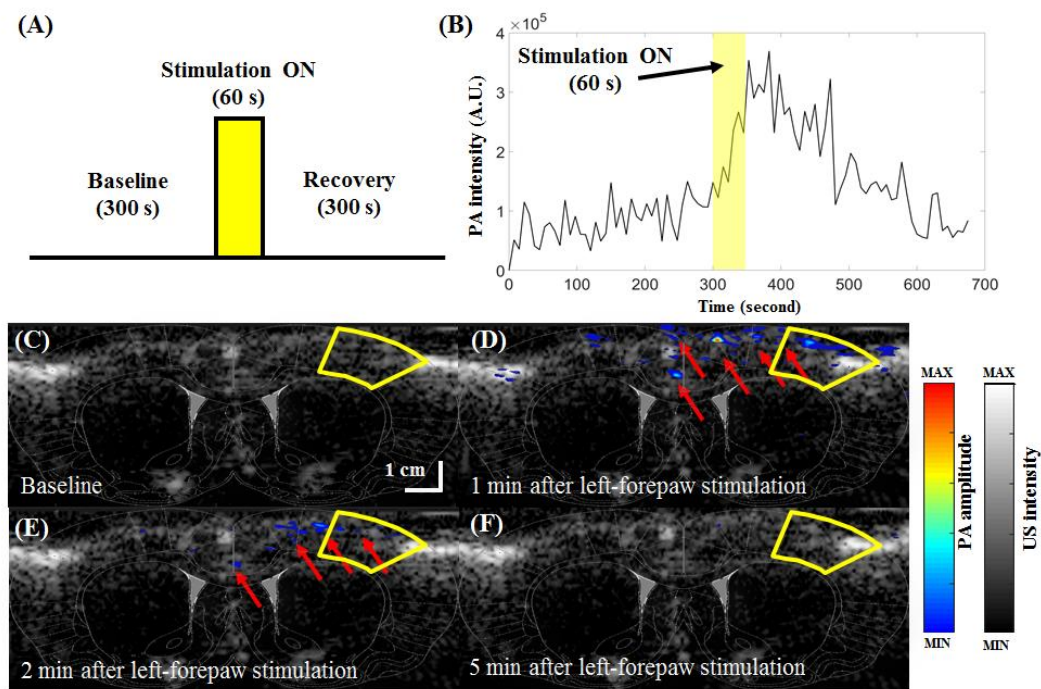 (A)
Stimulation ON
(60 s)
Baseline
(300 s)
Recovery
(300 s)
(B)
×10⁵
4
3
2
1
0
PA intensity (A.U.)
Stimulation ON
(60 s)
0 100 200 300 400 500 600 700
Time (second)
(C)
Baseline
1 cm
(D)
1 min after left-forepaw stimulation
(E)
2 min after left-forepaw stimulation
(F)
5 min after left-forepaw stimulation
MAX
PA amplitude
MIN
MAX
US intensity
MIN